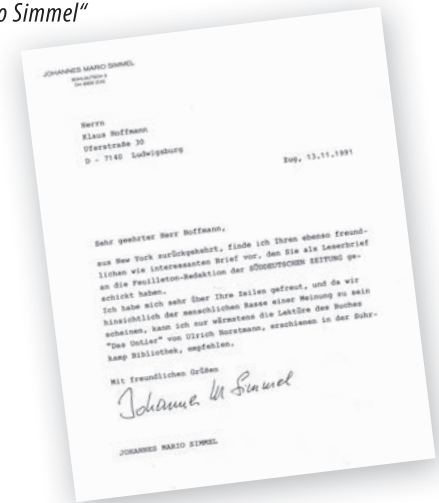 o Simmel“
JOHANNES MARIO SIMMEL
Herrn
Klaus Hoffmann
Uferstraße 30
D - 7140 Ludwigsburg
Zug, 13.11.1991
Sehr geehrter Herr Hoffmann,
aus New York zurückgekehrt, finde ich Ihren ebenso freund-
lichen wie interessanten Brief vor, den Sie als Leserbrief
an die Feuilleton-Redaktion der SÜDDEUTSCHEN ZEITUNG ge-
schickt haben.
Ich habe mich sehr über Ihre Zeilen gefreut, und da wir
hinsichtlich der menschlichen Rasse einer Meinung zu sein
scheinen, kann ich nur wärmstens die Lektüre des Buches
"Das Untier" von Ulrich Horstmann, erschienen in der Suhr-
kamp Bibliothek, empfehlen.
Mit freundlichen Grüßen
Johannes M Simmel
JOHANNES MARIO SIMMEL